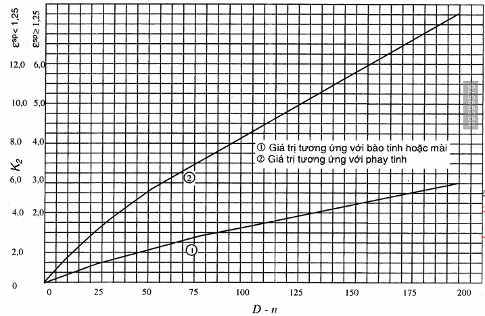 ε^sp < 1,25
ε^sp ≥ 1,25
12,0 6,0
10,0 5,0
8,0 4,0
6,0 3,0
4,0 2,0
2,0
0
K₂
① Giá trị tương ứng với bào tinh hoặc mài
② Giá trị tương ứng với phay tinh
②
①
0 25 50 75 100 125 150 175 200
D - n